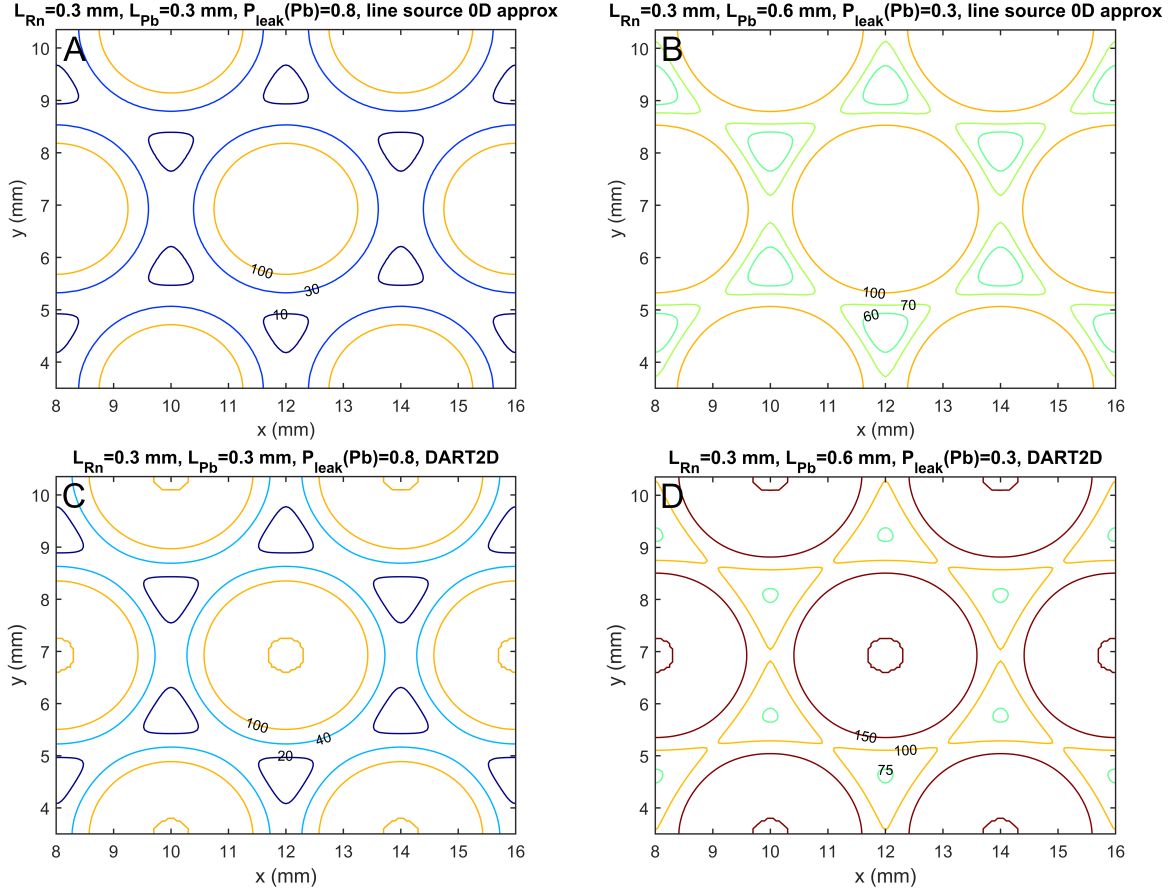 L_Rn=0.3 mm, L_Pb=0.3 mm, P_leak(Pb)=0.8, line source 0D approx
A
10
9
8
7
6
5
4
y (mm)
100
30
10
8 9 10 11 12 13 14 15 16
x (mm)
L_Rn=0.3 mm, L_Pb=0.6 mm, P_leak(Pb)=0.3, line source 0D approx
B
10
9
8
7
6
5
4
y (mm)
100
70
60
8 9 10 11 12 13 14 15 16
x (mm)
L_Rn=0.3 mm, L_Pb=0.3 mm, P_leak(Pb)=0.8, DART2D
C
10
9
8
7
6
5
4
y (mm)
100
40
20
8 9 10 11 12 13 14 15 16
x (mm)
L_Rn=0.3 mm, L_Pb=0.6 mm, P_leak(Pb)=0.3, DART2D
D
10
9
8
7
6
5
4
y (mm)
150
100
75
8 9 10 11 12 13 14 15 16
x (mm)